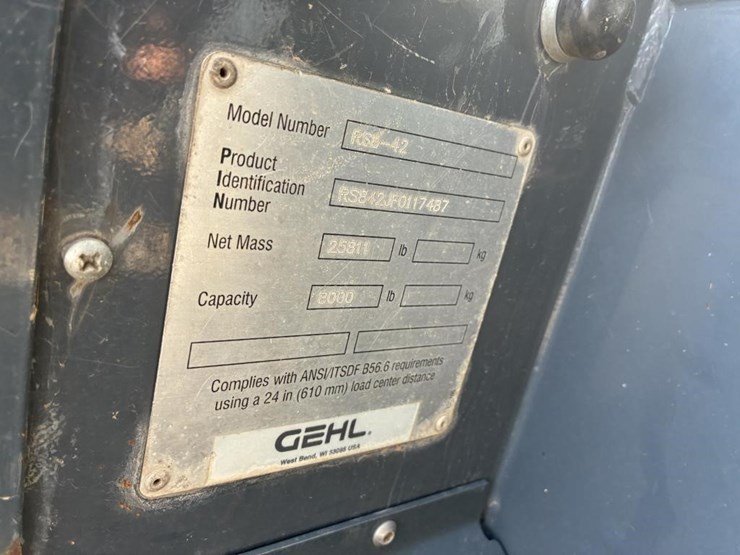 Model Number RS8-42
Product
Identification
Number RS842JF0117487
Net Mass 25811 lb kg
Capacity 8000 lb kg
Complies with ANSI/ITSDF B56.6 requirements
using a 24 in (610 mm) load center distance
GEHL
West Bend, WI 53095 USA